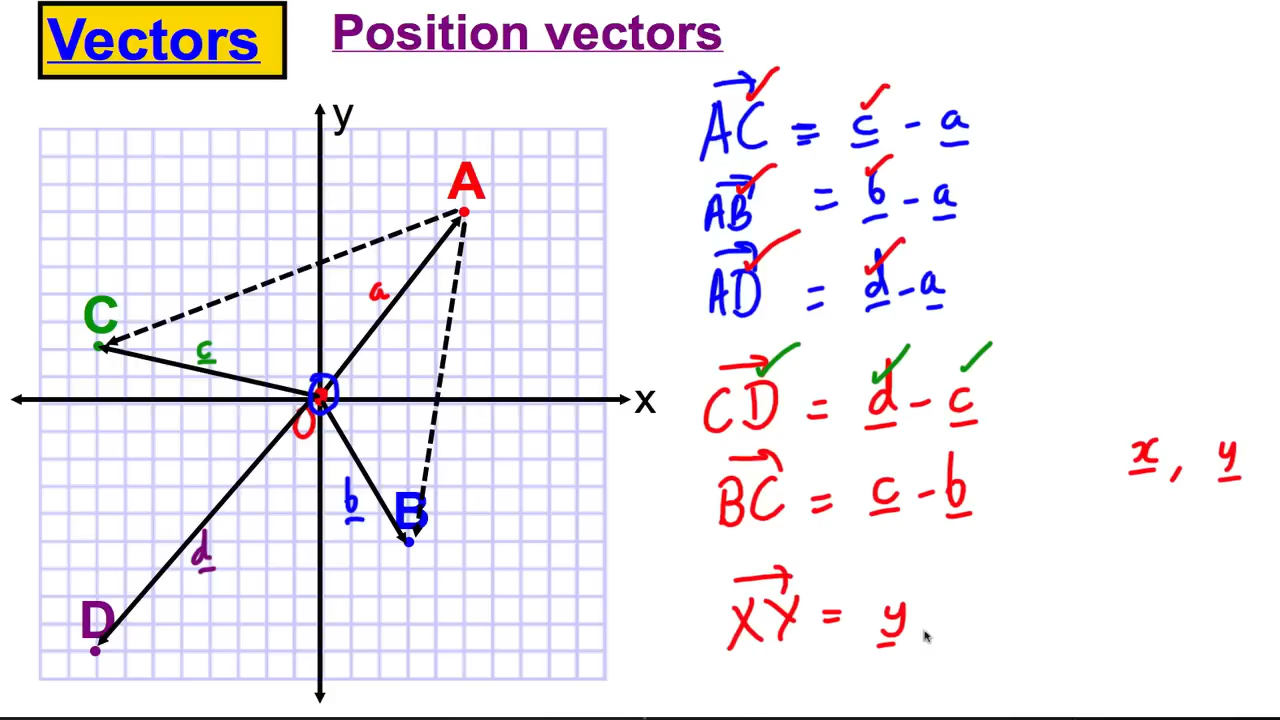 Vectors
Position vectors
y
x
A
C
O
B
D
a
c
b
d
AC = c - a
AB = b - a
AD = d - a
CD = d - c
BC = c - b
XY = y
x, y